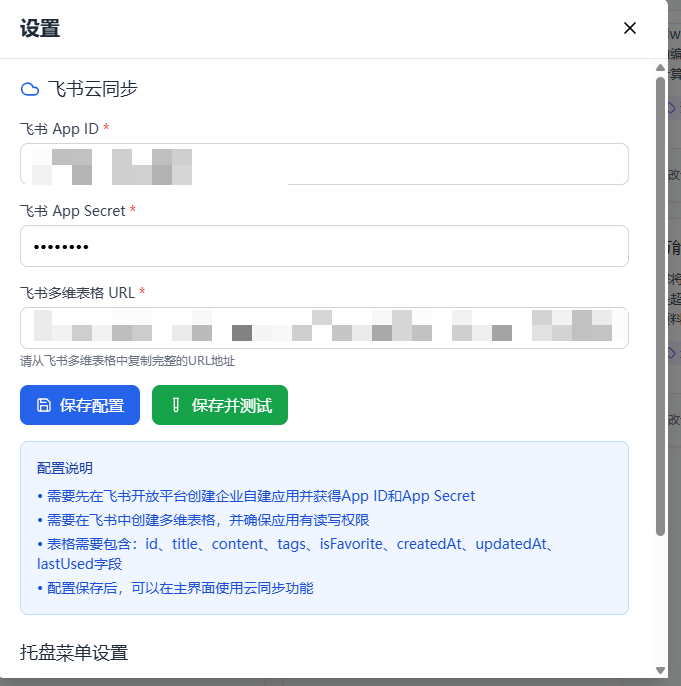 设置
飞书云同步
飞书 App ID *
飞书 App Secret *
••••••••
飞书多维表格 URL *
请从飞书多维表格中复制完整的URL地址
保存配置 保存并测试
配置说明
• 需要先在飞书开放平台创建企业自建应用并获得App ID和App Secret
• 需要在飞书中创建多维表格，并确保应用有读写权限
• 表格需要包含：id、title、content、tags、isFavorite、createdAt、updatedAt、
lastUsed字段
• 配置保存后，可以在主界面使用云同步功能
托盘菜单设置